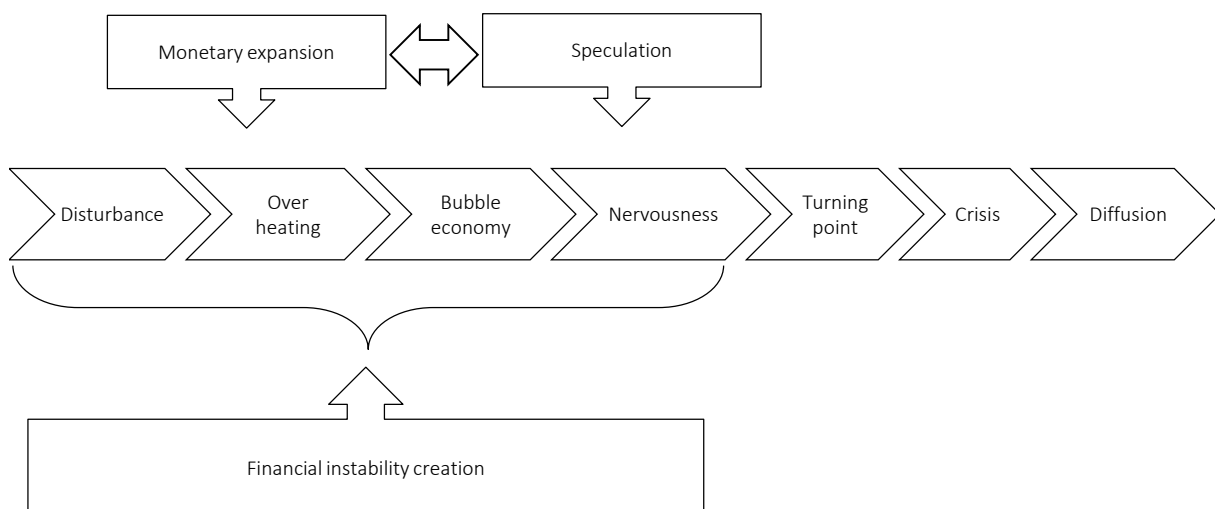 Monetary expansion
Speculation
Disturbance
Over
heating
Bubble
economy
Nervousness
Turning
point
Crisis
Diffusion
Financial instability creation